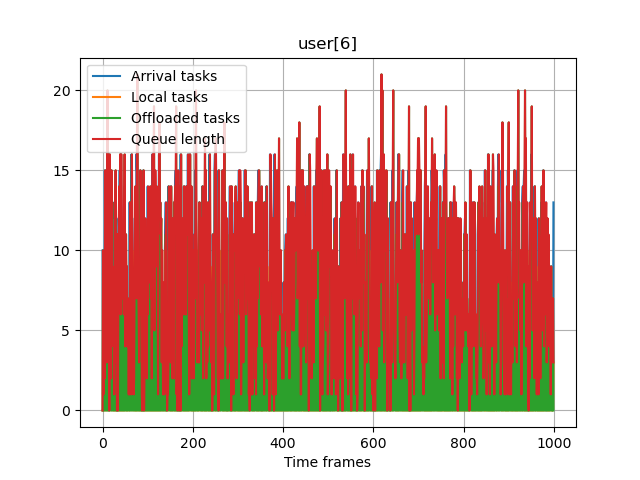 user[6]
Arrival tasks
Local tasks
Offloaded tasks
Queue length
20
15
10
5
0
0 200 400 600 800 1000
Time frames